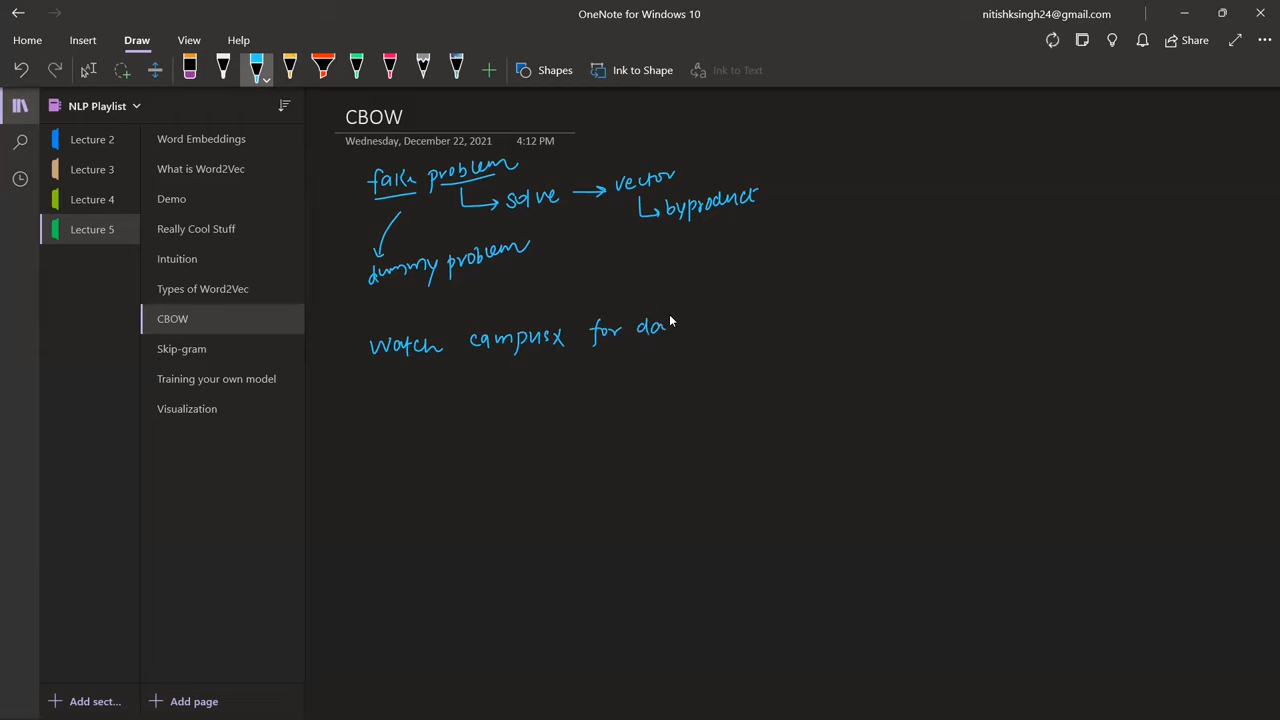 OneNote for Windows 10
nitishksingh24@gmail.com
Home Insert Draw View Help
Share
Shapes Ink to Shape Ink to Text
NLP Playlist
Lecture 2
Lecture 3
Lecture 4
Lecture 5
Word Embeddings
What is Word2Vec
Demo
Really Cool Stuff
Intuition
Types of Word2Vec
CBOW
Skip-gram
Training your own model
Visualization
Add sect...
Add page
CBOW
Wednesday, December 22, 2021 4:12 PM
fake problem
solve → vector
byproduct
dummy problem
Watch campusx for da